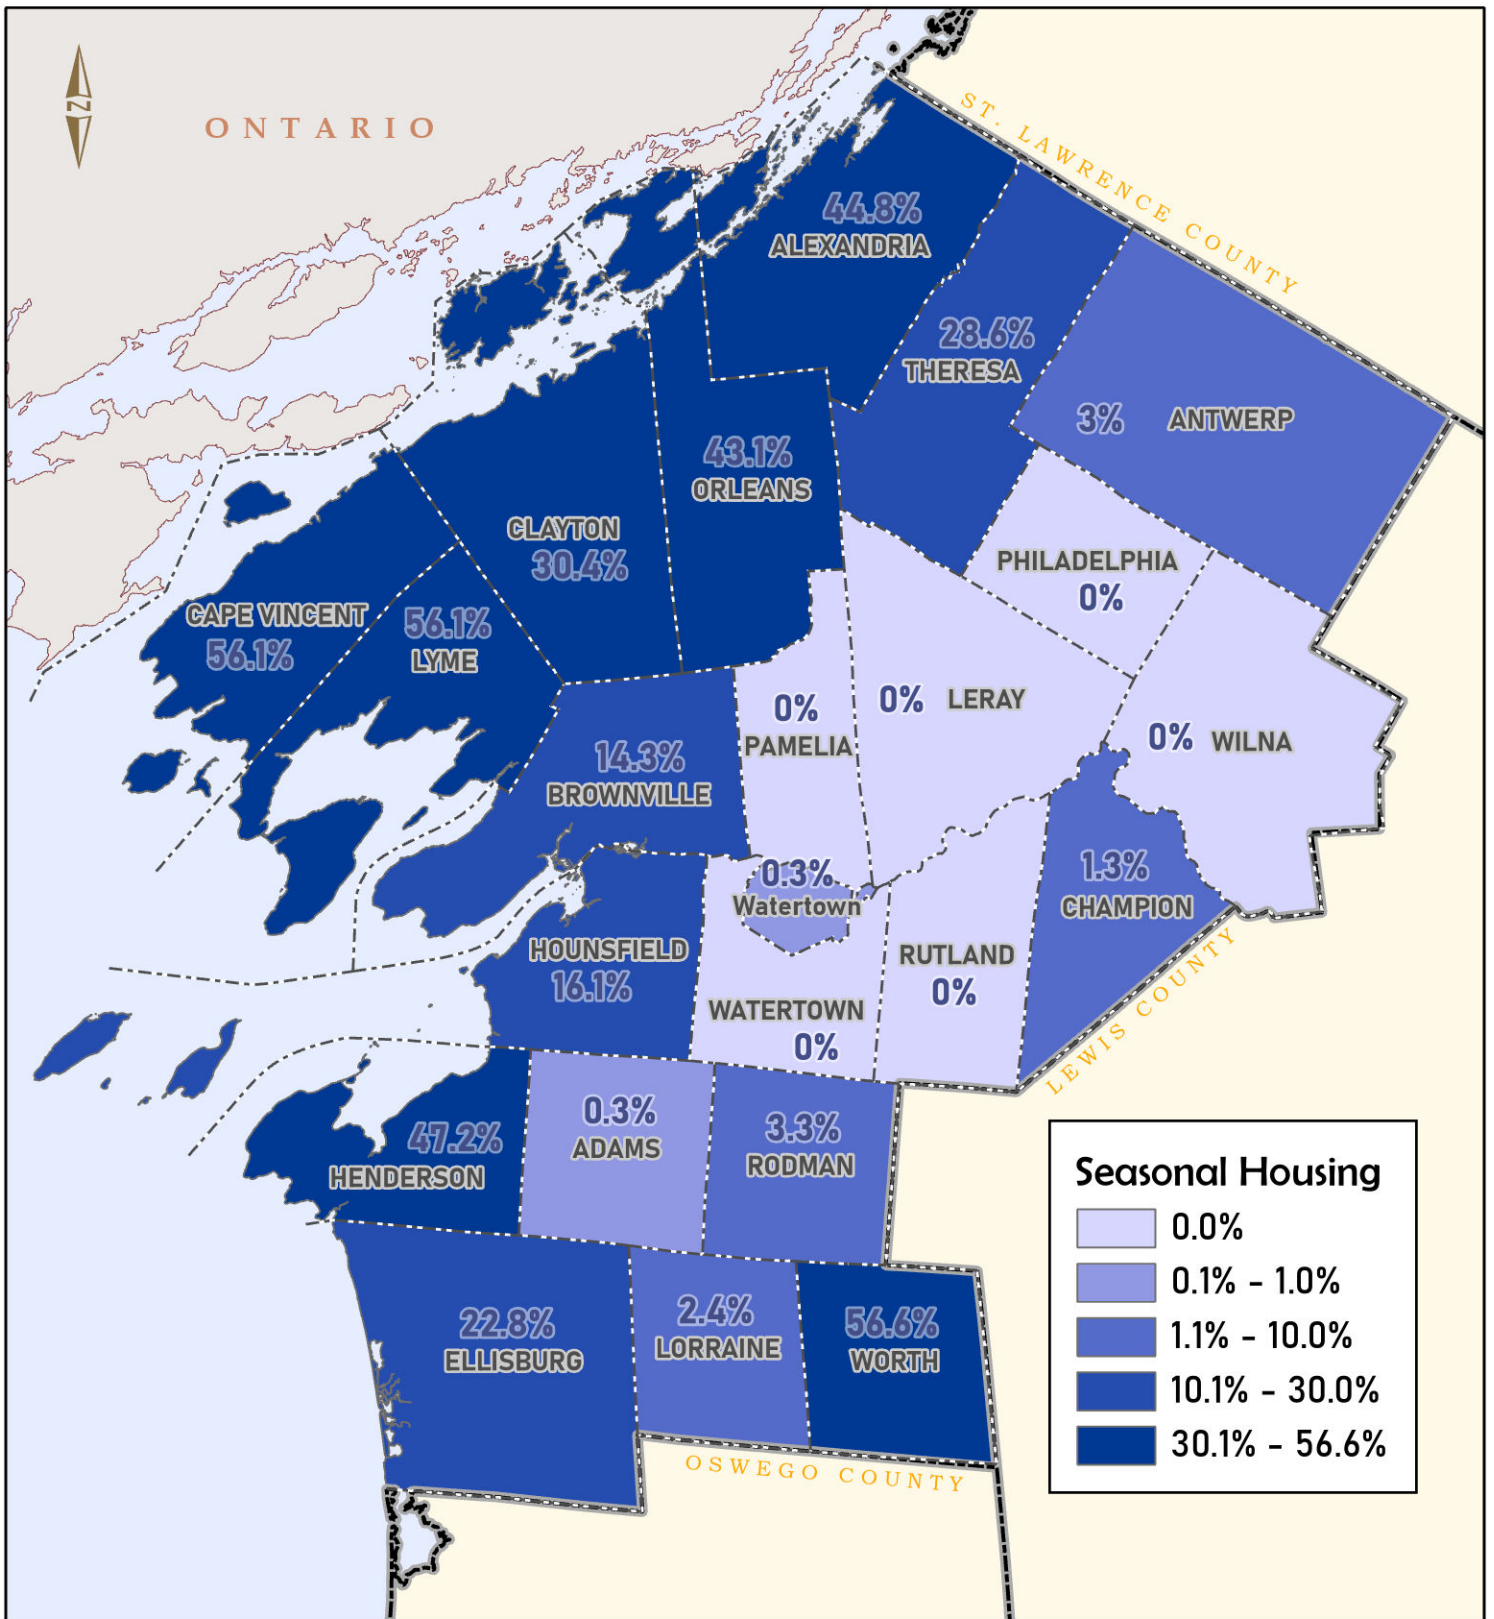 N
ONTARIO
ST. LAWRENCE COUNTY
44.8%
ALEXANDRIA
28.6%
THERESA
3% ANTWERP
43.1%
ORLEANS
CLAYTON
30.4%
PHILADELPHIA
0%
CAPE VINCENT
56.1%
56.1%
LYME
0%
PAMELIA
0% LERAY
0% WILNA
14.3%
BROWNVILLE
0.3%
Watertown
1.3%
CHAMPION
HOUNSFIELD
16.1%
RUTLAND
0%
WATERTOWN
0%
LEWIS COUNTY
47.2%
HENDERSON
0.3%
ADAMS
3.3%
RODMAN
22.8%
ELLISBURG
2.4%
LORRAINE
56.6%
WORTH
OSWEGO COUNTY
Seasonal Housing
0.0%
0.1% - 1.0%
1.1% - 10.0%
10.1% - 30.0%
30.1% - 56.6%